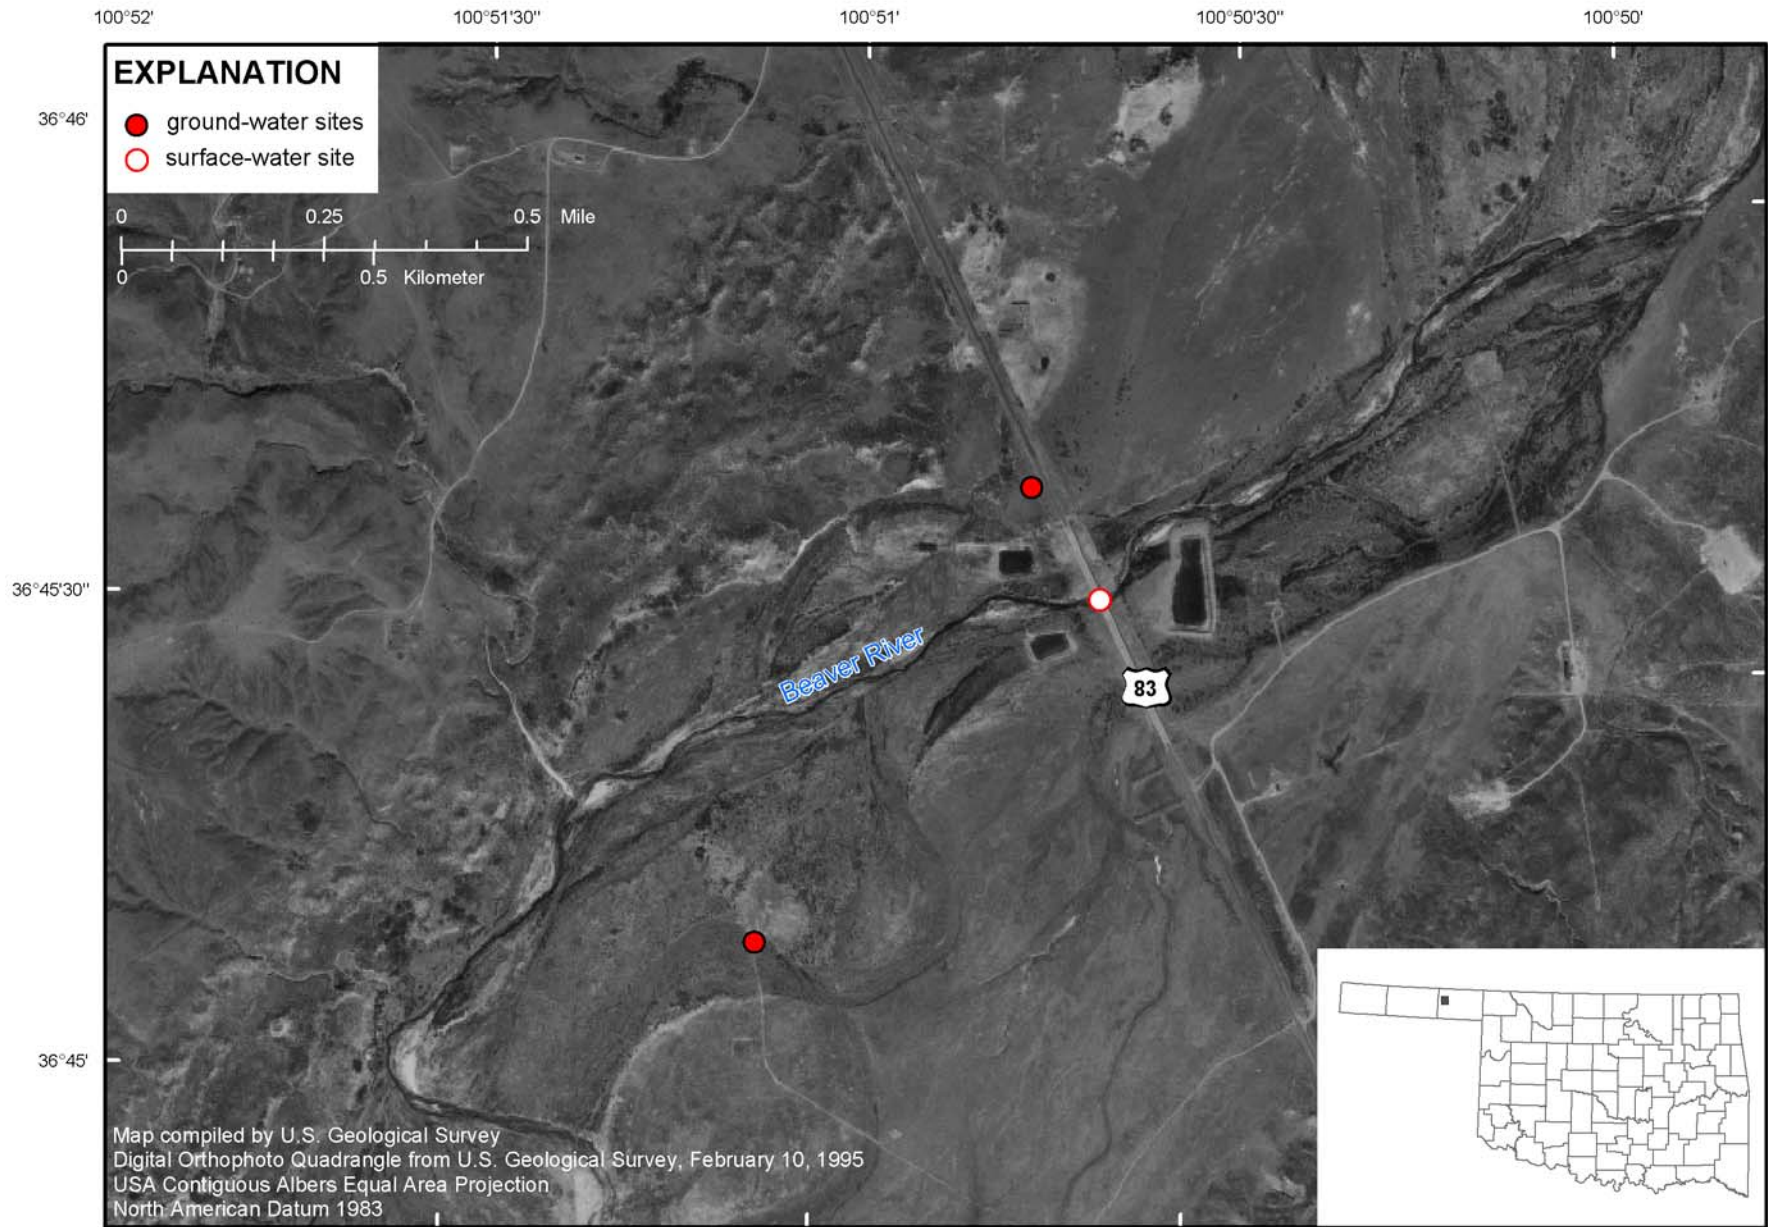 100°52' 100°51'30" 100°51' 100°50'30" 100°50'
EXPLANATION
ground-water sites
surface-water site
36°46'
0 0.25 0.5 Mile
0 0.5 Kilometer
36°45'30"
Beaver River
83
36°45'
Map compiled by U.S. Geological Survey
Digital Orthophoto Quadrangle from U.S. Geological Survey, February 10, 1995
USA Contiguous Albers Equal Area Projection
North American Datum 1983